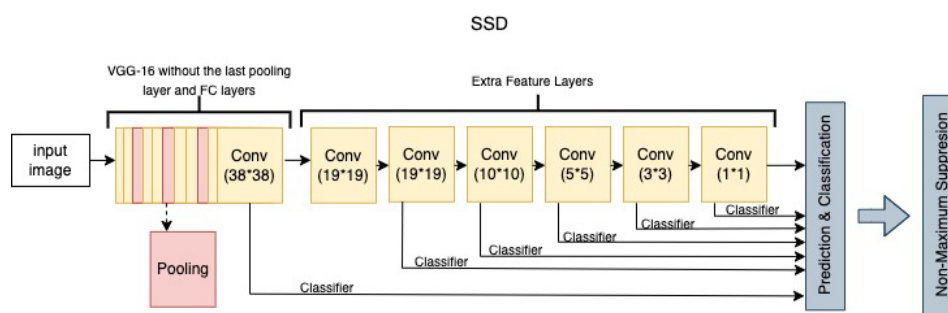 SSD
VGG-16 without the last pooling
layer and FC layers
Extra Feature Layers
input
image
Conv
(38*38)
Conv
(19*19)
Conv
(19*19)
Conv
(10*10)
Conv
(5*5)
Conv
(3*3)
Conv
(1*1)
Pooling
Classifier
Classifier
Classifier
Classifier
Classifier
Classifier
Prediction & Classification
Non-Maximum Suppresion